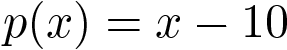 p(x) = x − 10